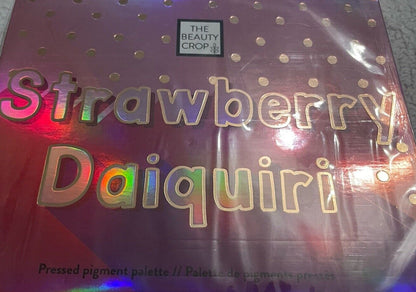 THE
BEAUTY
CROP
Strawberry
Daiquiri
Pressed pigment palette // Palette de pigments pressés